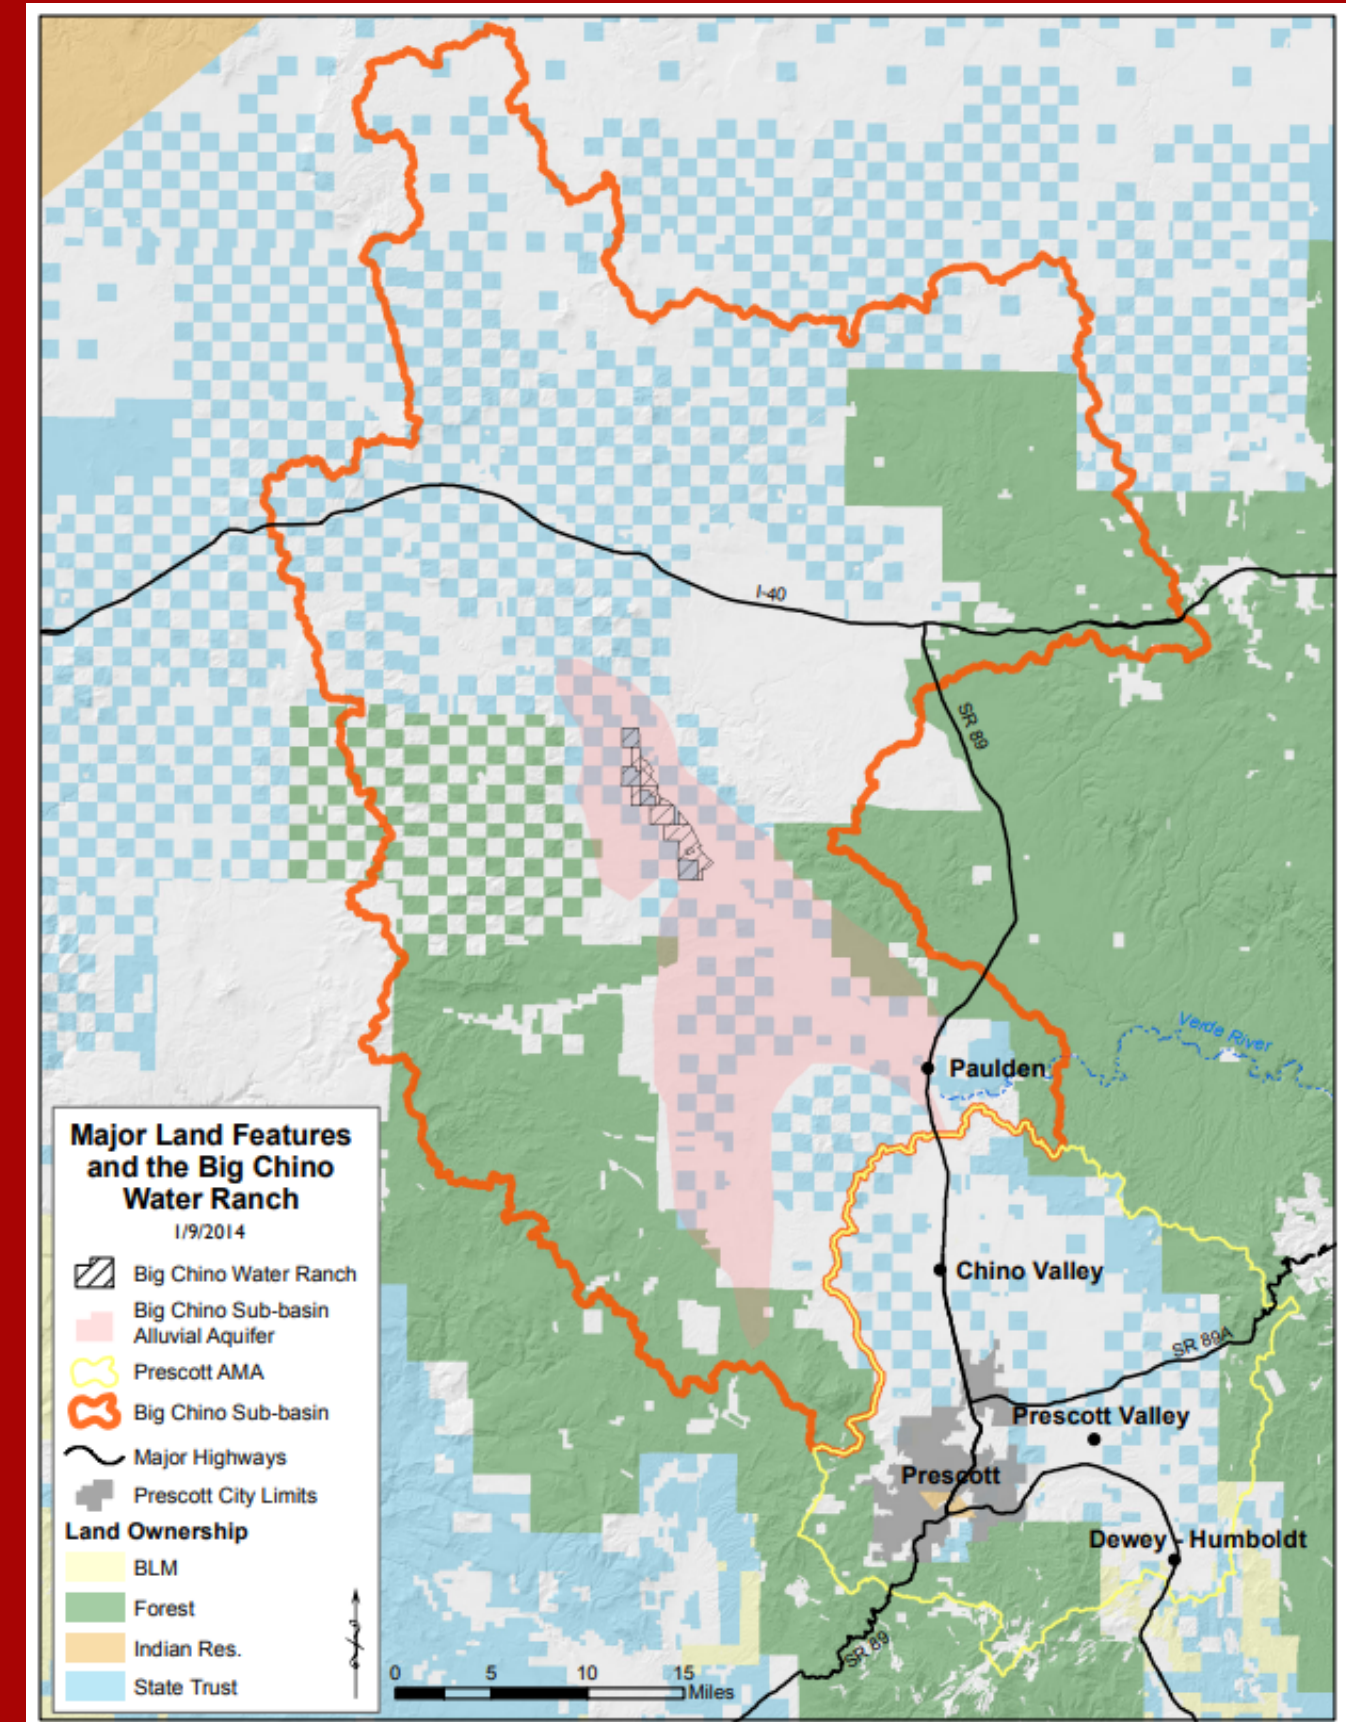 I-40
SR 89
Verde River
Paulden
Major Land Features
and the Big Chino
Water Ranch
1/9/2014
Big Chino Water Ranch
Big Chino Sub-basin
Alluvial Aquifer
Prescott AMA
Big Chino Sub-basin
Major Highways
Prescott City Limits
Land Ownership
BLM
Forest
Indian Res.
State Trust
Chino Valley
SR 89A
Prescott Valley
Prescott
Dewey - Humboldt
SR 89
0 5 10 15
Miles